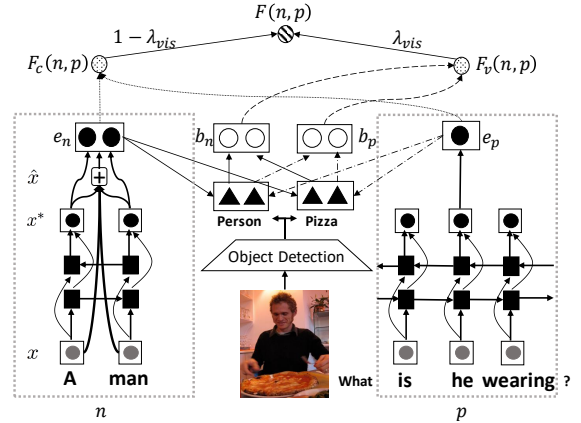 F(n, p)
1 − λvis
λvis
Fc(n, p)
Fv(n, p)
en
bn
bp
ep
x̂
+
x*
Person
Pizza
Object Detection
x
A man
What is he wearing ?
n
p